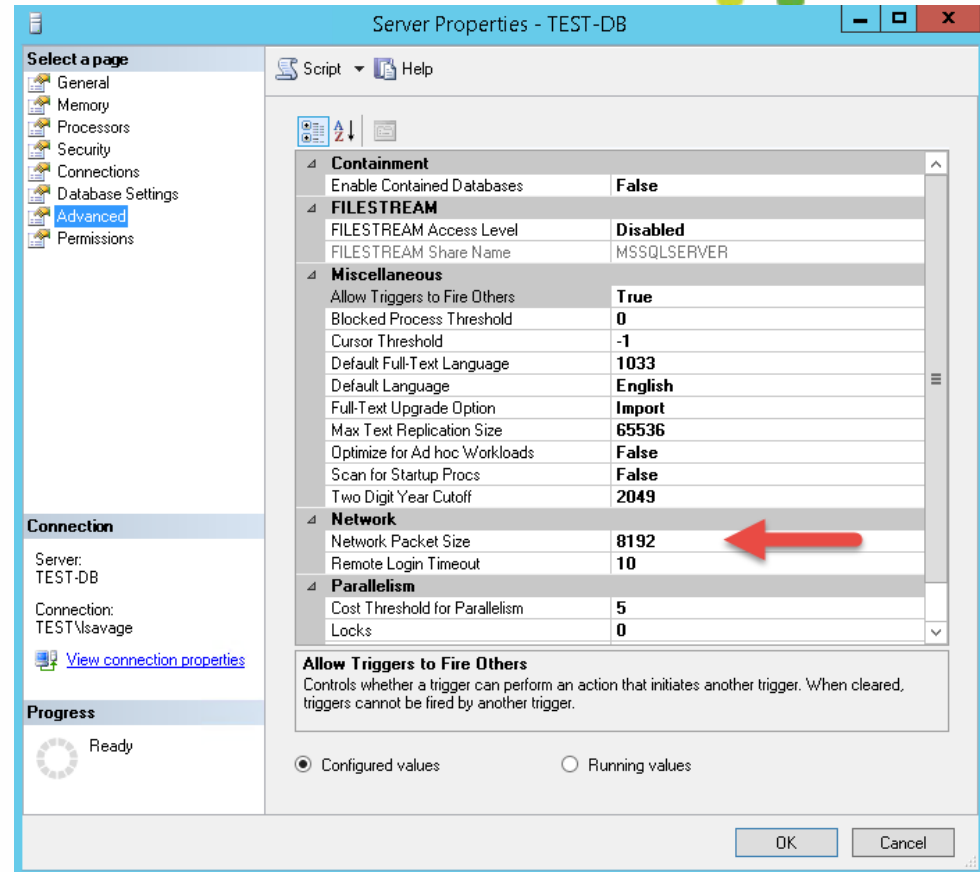 Server Properties - TEST-DB
Select a page
General
Memory
Processors
Security
Connections
Database Settings
Advanced
Permissions
Script Help
Containment
Enable Contained Databases False
FILESTREAM
FILESTREAM Access Level Disabled
FILESTREAM Share Name MSSQLSERVER
Miscellaneous
Allow Triggers to Fire Others True
Blocked Process Threshold 0
Cursor Threshold -1
Default Full-Text Language 1033
Default Language English
Full-Text Upgrade Option Import
Max Text Replication Size 65536
Optimize for Ad hoc Workloads False
Scan for Startup Procs False
Two Digit Year Cutoff 2049
Network
Network Packet Size 8192
Remote Login Timeout 10
Parallelism
Cost Threshold for Parallelism 5
Locks 0
Allow Triggers to Fire Others
Controls whether a trigger can perform an action that initiates another trigger. When cleared,
triggers cannot be fired by another trigger.
Connection
Server:
TEST-DB
Connection:
TEST\lsavage
View connection properties
Progress
Ready
Configured values Running values
OK Cancel